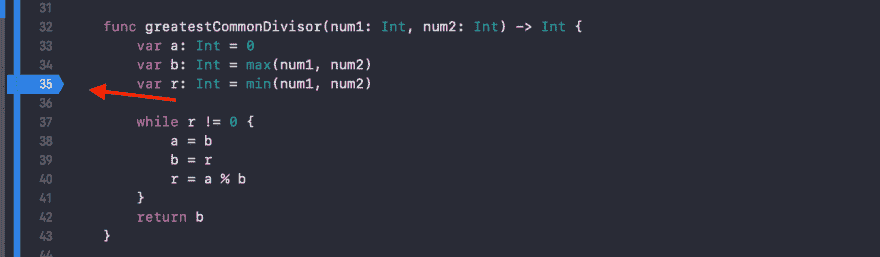 31
32 func greatestCommonDivisor(num1: Int, num2: Int) -> Int {
33 var a: Int = 0
34 var b: Int = max(num1, num2)
35 var r: Int = min(num1, num2)
36
37 while r != 0 {
38 a = b
39 b = r
40 r = a % b
41 }
42 return b
43 }
44